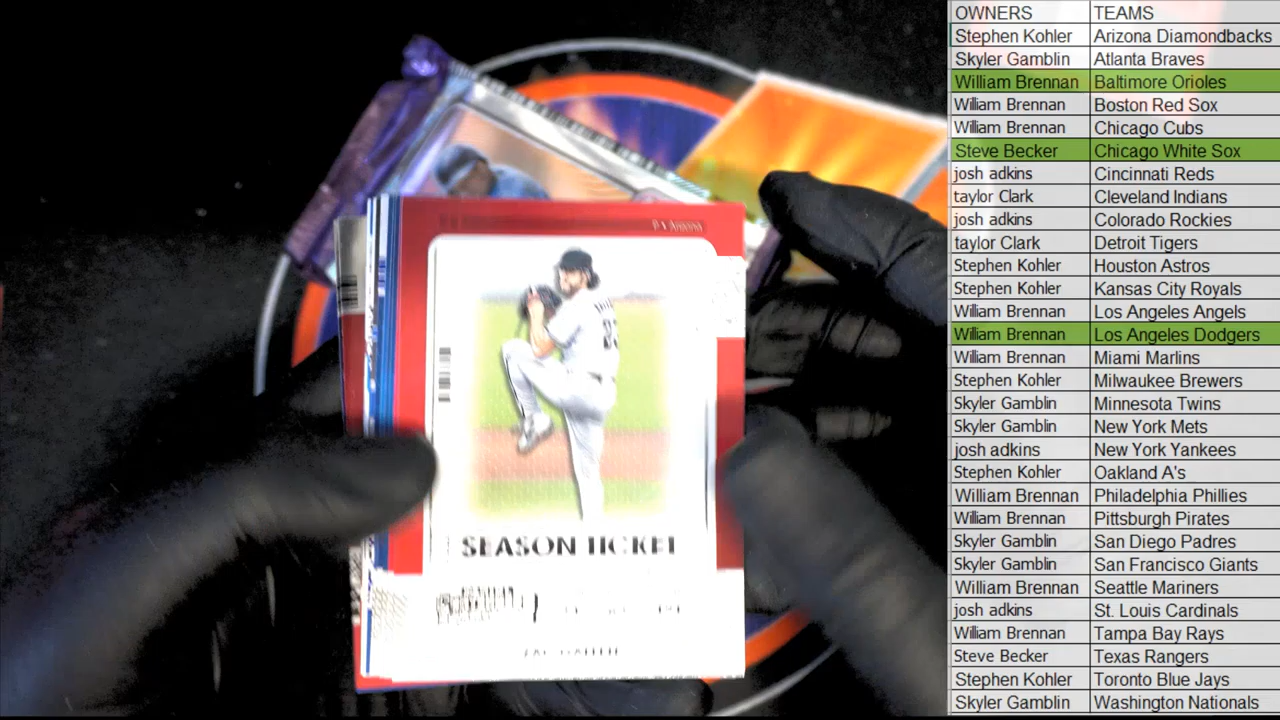 OWNERS TEAMS
Stephen Kohler Arizona Diamondbacks
Skyler Gamblin Atlanta Braves
William Brennan Baltimore Orioles
William Brennan Boston Red Sox
William Brennan Chicago Cubs
Steve Becker Chicago White Sox
josh adkins Cincinnati Reds
taylor Clark Cleveland Indians
josh adkins Colorado Rockies
taylor Clark Detroit Tigers
Stephen Kohler Houston Astros
Stephen Kohler Kansas City Royals
William Brennan Los Angeles Angels
William Brennan Los Angeles Dodgers
William Brennan Miami Marlins
Stephen Kohler Milwaukee Brewers
Skyler Gamblin Minnesota Twins
Skyler Gamblin New York Mets
josh adkins New York Yankees
Stephen Kohler Oakland A's
William Brennan Philadelphia Phillies
William Brennan Pittsburgh Pirates
Skyler Gamblin San Diego Padres
Skyler Gamblin San Francisco Giants
William Brennan Seattle Mariners
josh adkins St. Louis Cardinals
William Brennan Tampa Bay Rays
Steve Becker Texas Rangers
Stephen Kohler Toronto Blue Jays
Skyler Gamblin Washington Nationals
SEASON TICKET